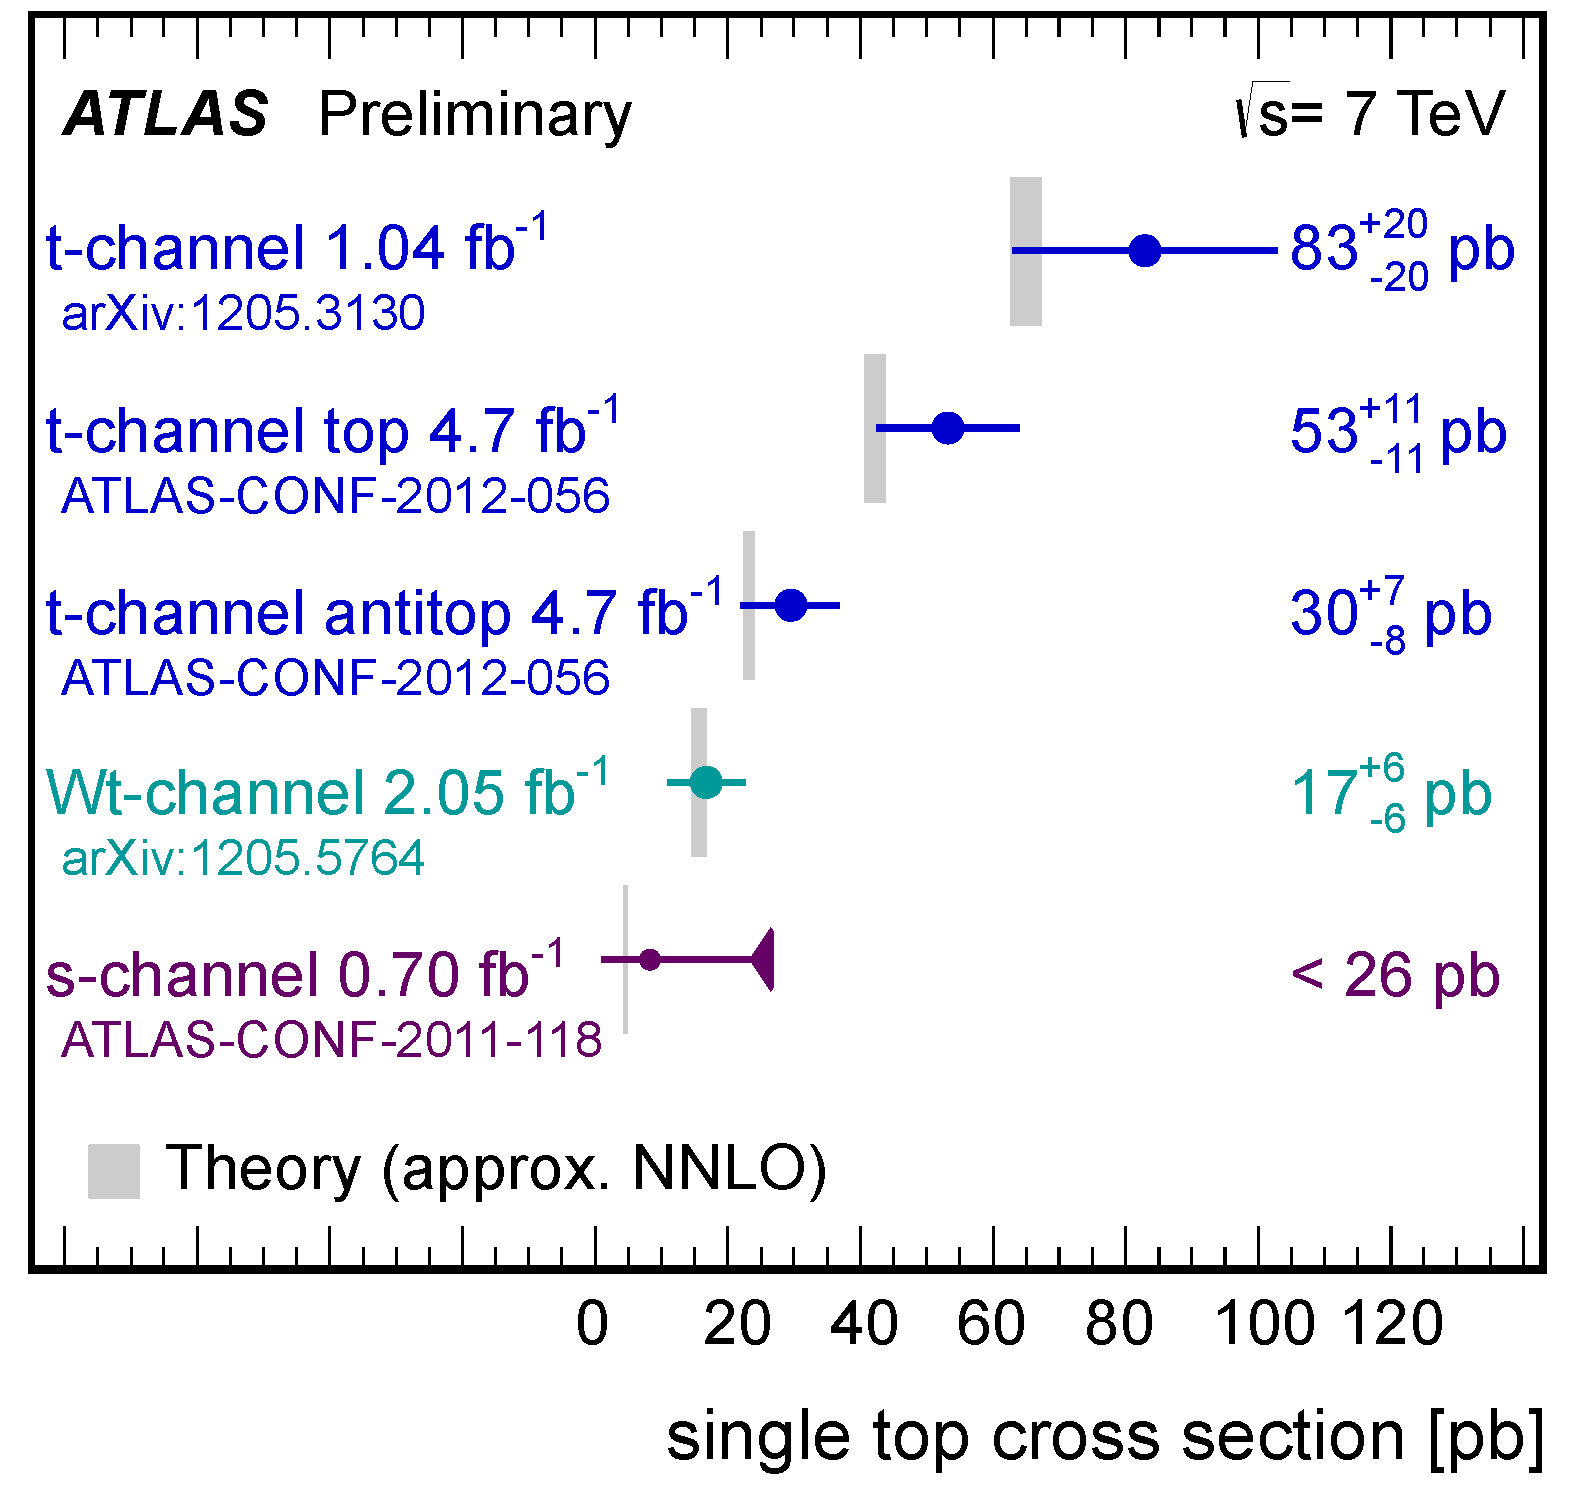 ATLAS Preliminary √s= 7 TeV
t-channel 1.04 fb⁻¹ 83 +20 -20 pb
arXiv:1205.3130
t-channel top 4.7 fb⁻¹ 53 +11 -11 pb
ATLAS-CONF-2012-056
t-channel antitop 4.7 fb⁻¹ 30 +7 -8 pb
ATLAS-CONF-2012-056
Wt-channel 2.05 fb⁻¹ 17 +6 -6 pb
arXiv:1205.5764
s-channel 0.70 fb⁻¹ < 26 pb
ATLAS-CONF-2011-118
Theory (approx. NNLO)
0 20 40 60 80 100 120
single top cross section [pb]